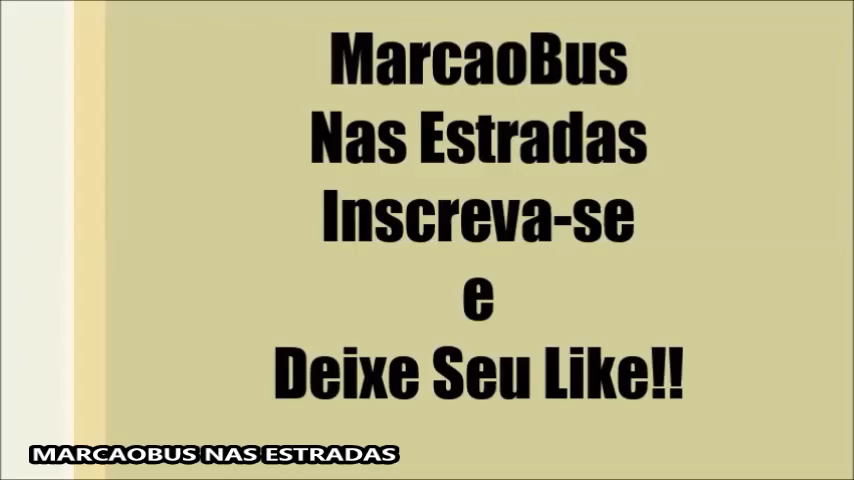 MarcaoBus
Nas Estradas
Inscreva-se
e
Deixe Seu Like!!
MARCAOBUS NAS ESTRADAS